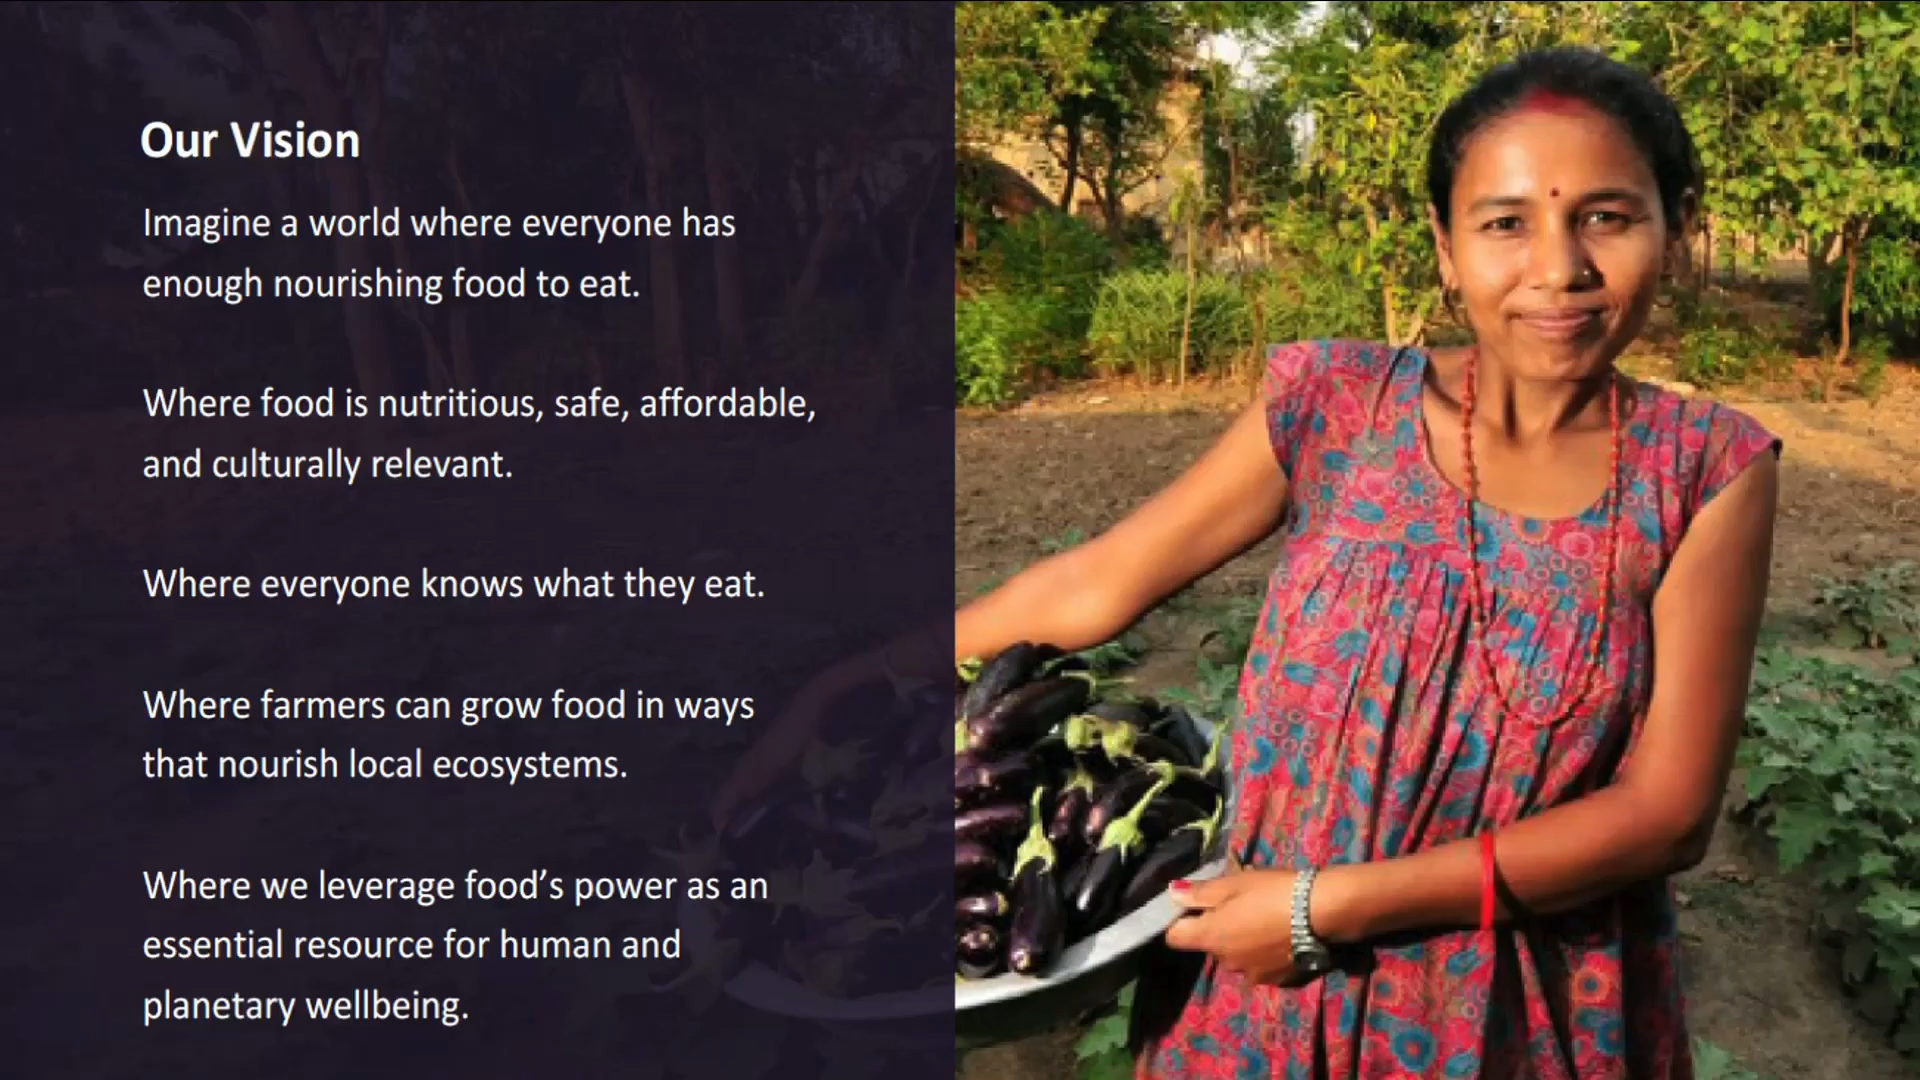 Our Vision
Imagine a world where everyone has
enough nourishing food to eat.
Where food is nutritious, safe, affordable,
and culturally relevant.
Where everyone knows what they eat.
Where farmers can grow food in ways
that nourish local ecosystems.
Where we leverage food’s power as an
essential resource for human and
planetary wellbeing.